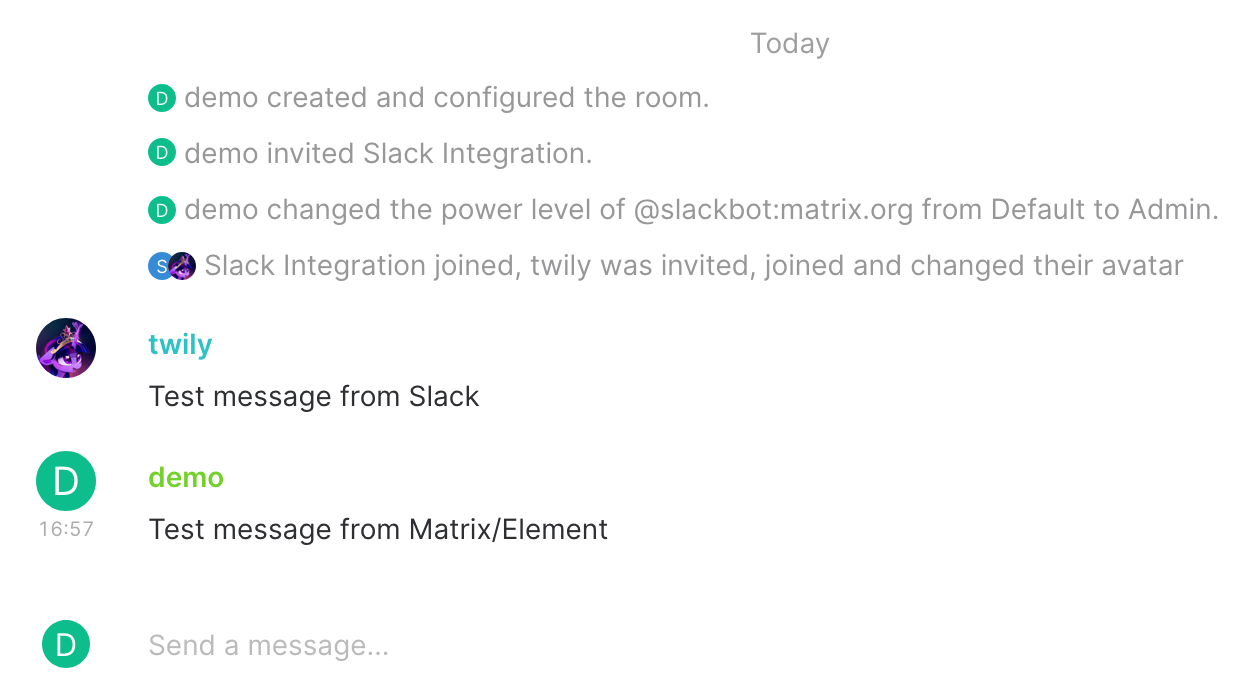 Today
D demo created and configured the room.
D demo invited Slack Integration.
D demo changed the power level of @slackbot:matrix.org from Default to Admin.
S Slack Integration joined, twily was invited, joined and changed their avatar
twily
Test message from Slack
D demo
16:57 Test message from Matrix/Element
D Send a message…